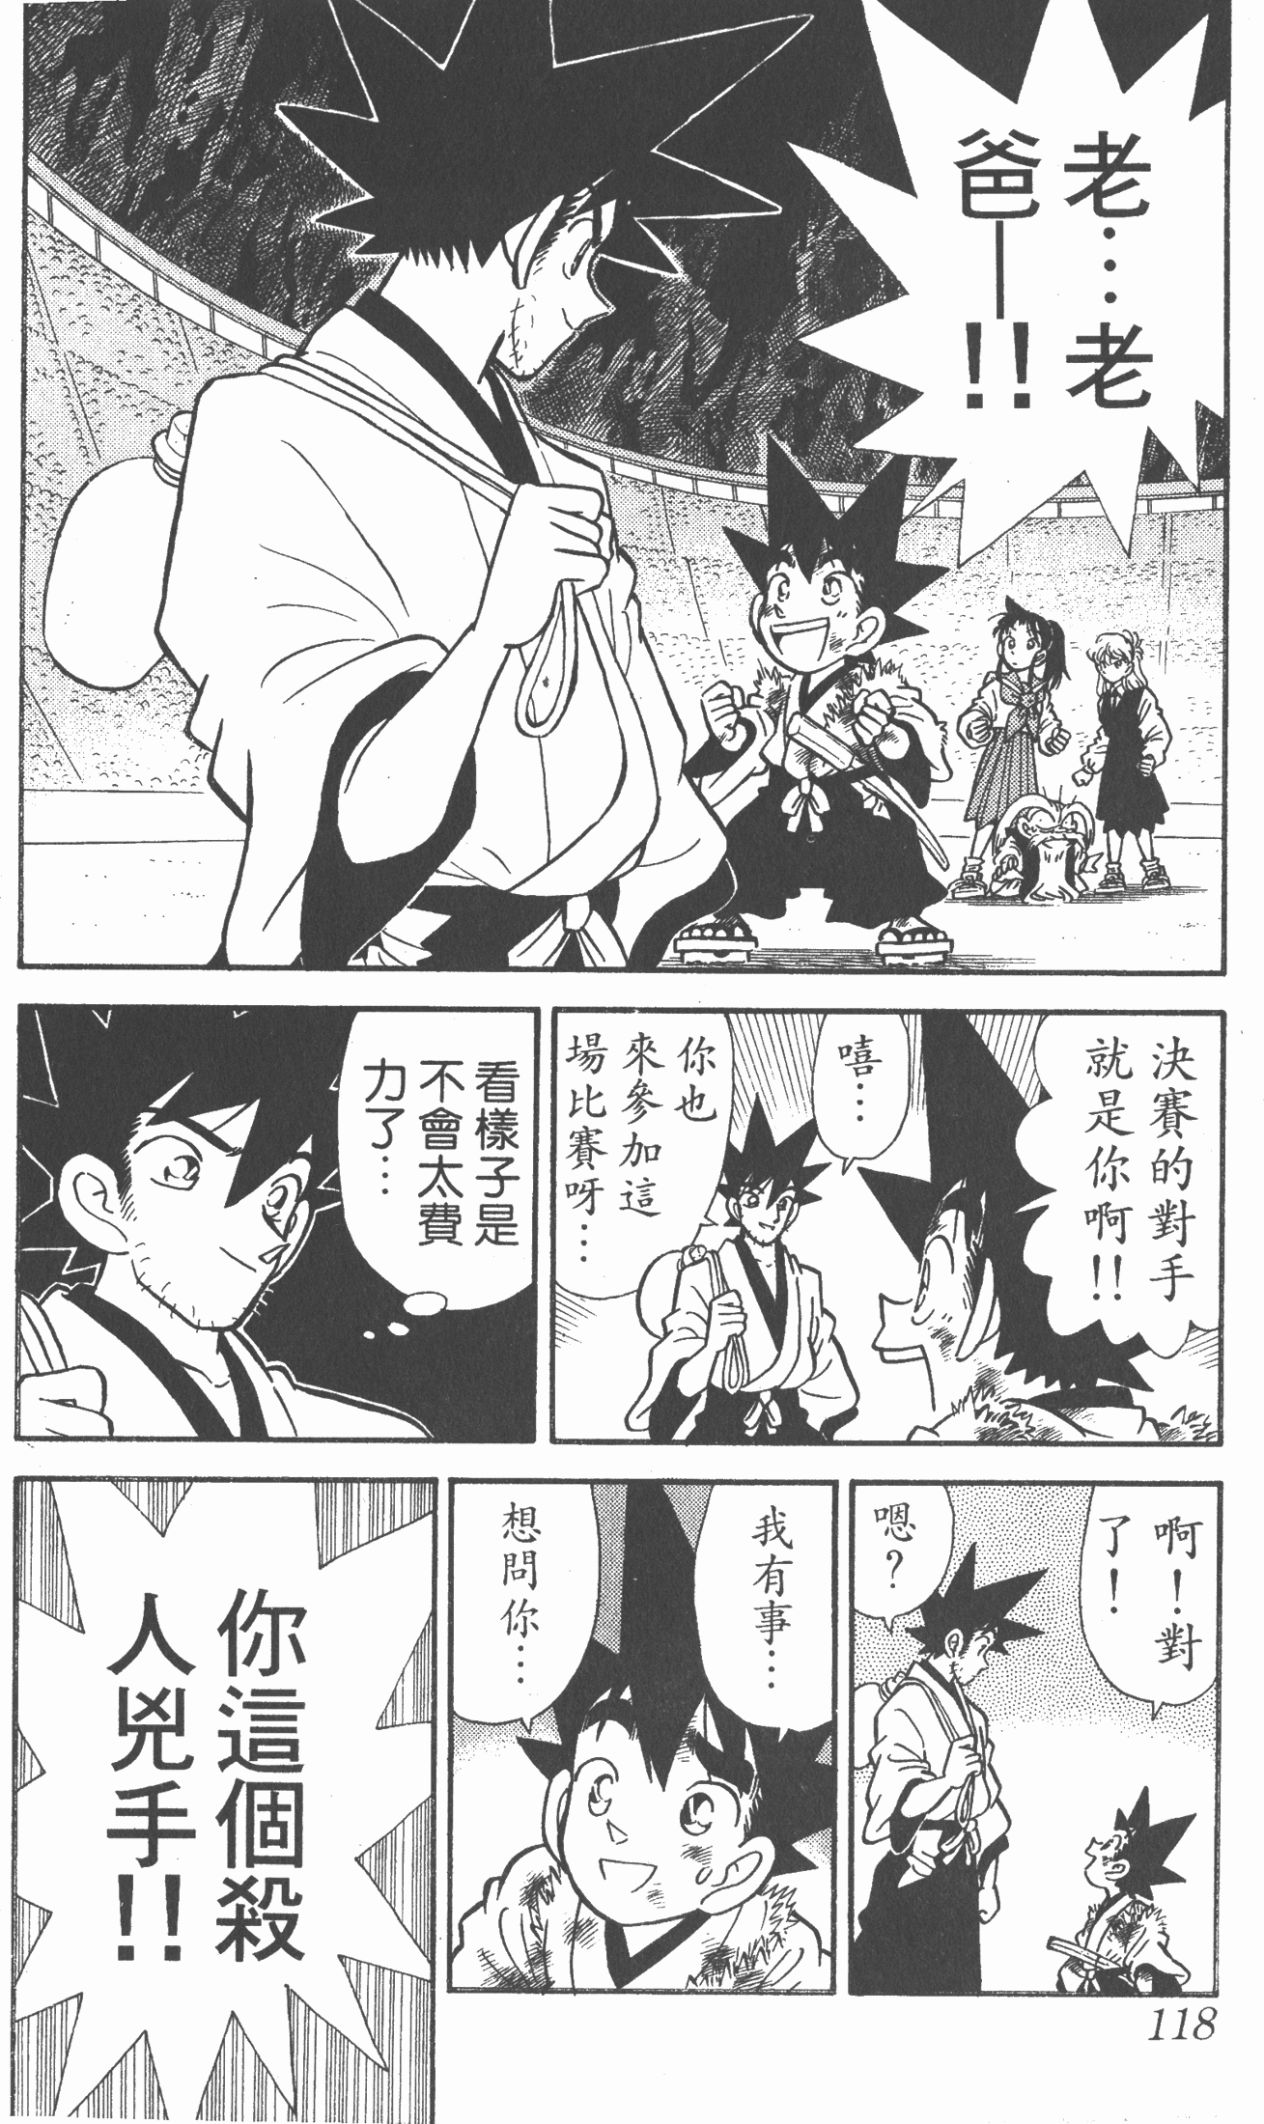 老……老
爸—!!
決賽的對手
就是你啊!!
嘻…
你也
來參加這
場比賽呀…
看樣子是
不會太費
力了…
啊!對
了!
嗯?
我有事…
想問你…
你這個殺
人兇手!!
118